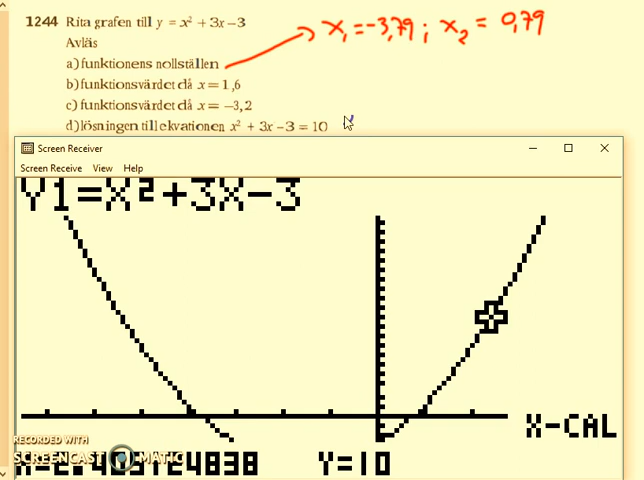 1244 Rita grafen till y = x² + 3x − 3
x₁ = −3,79 ; x₂ = 0,79
Avläs
a) funktionens nollställen
b) funktionsvärdet då x = 1,6
c) funktionsvärdet då x = −3,2
d) lösningen till ekvationen x² + 3x − 3 = 10
Screen Receiver
Screen Receive View Help
Y1=X²+3X−3
X-CAL
RECORDED WITH
SCREENCAST MATIC
X=2.405124838 Y=10